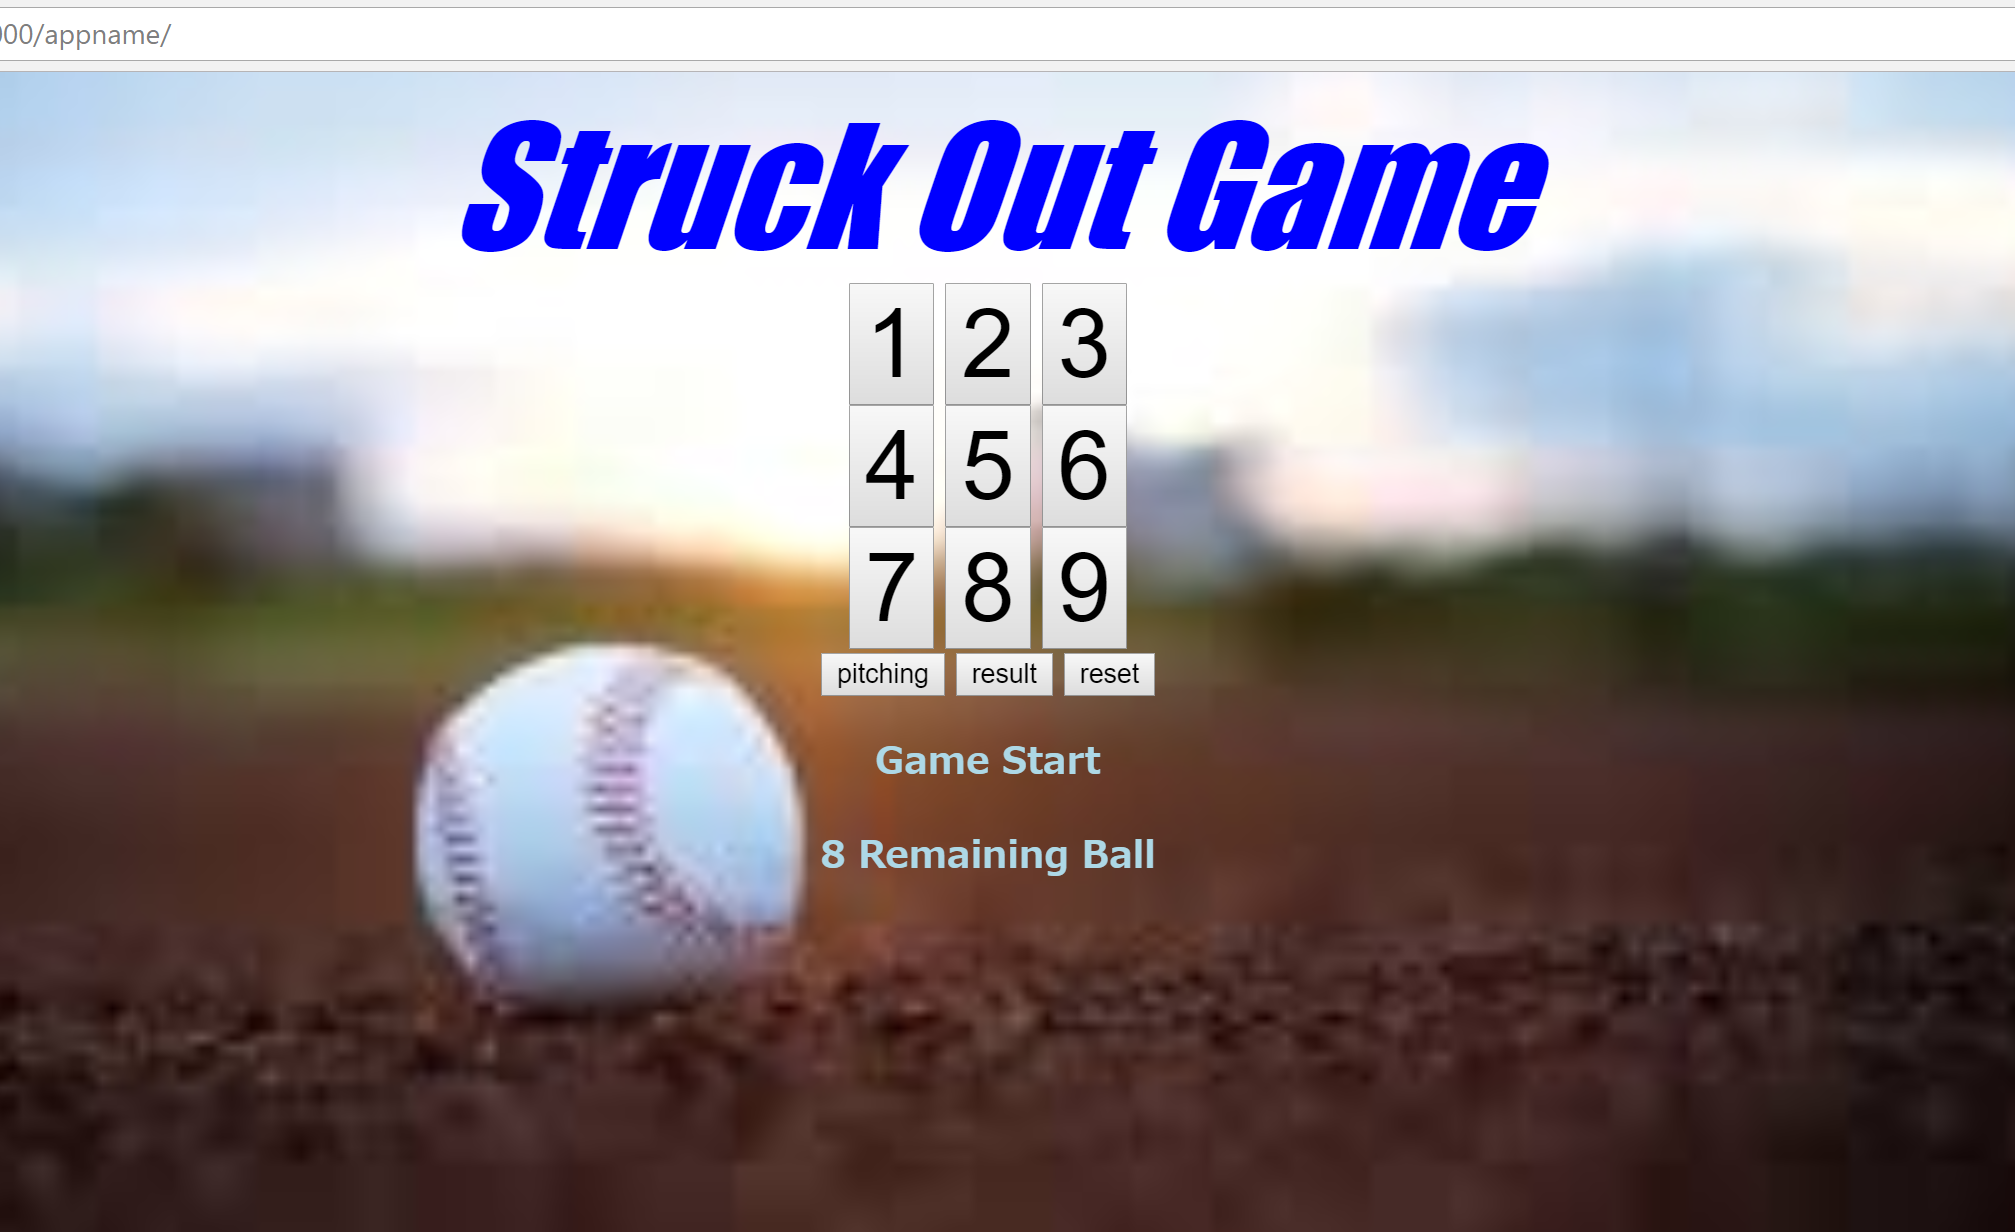 000/appname/
Struck Out Game
1 2 3
4 5 6
7 8 9
pitching result reset
Game Start
8 Remaining Ball